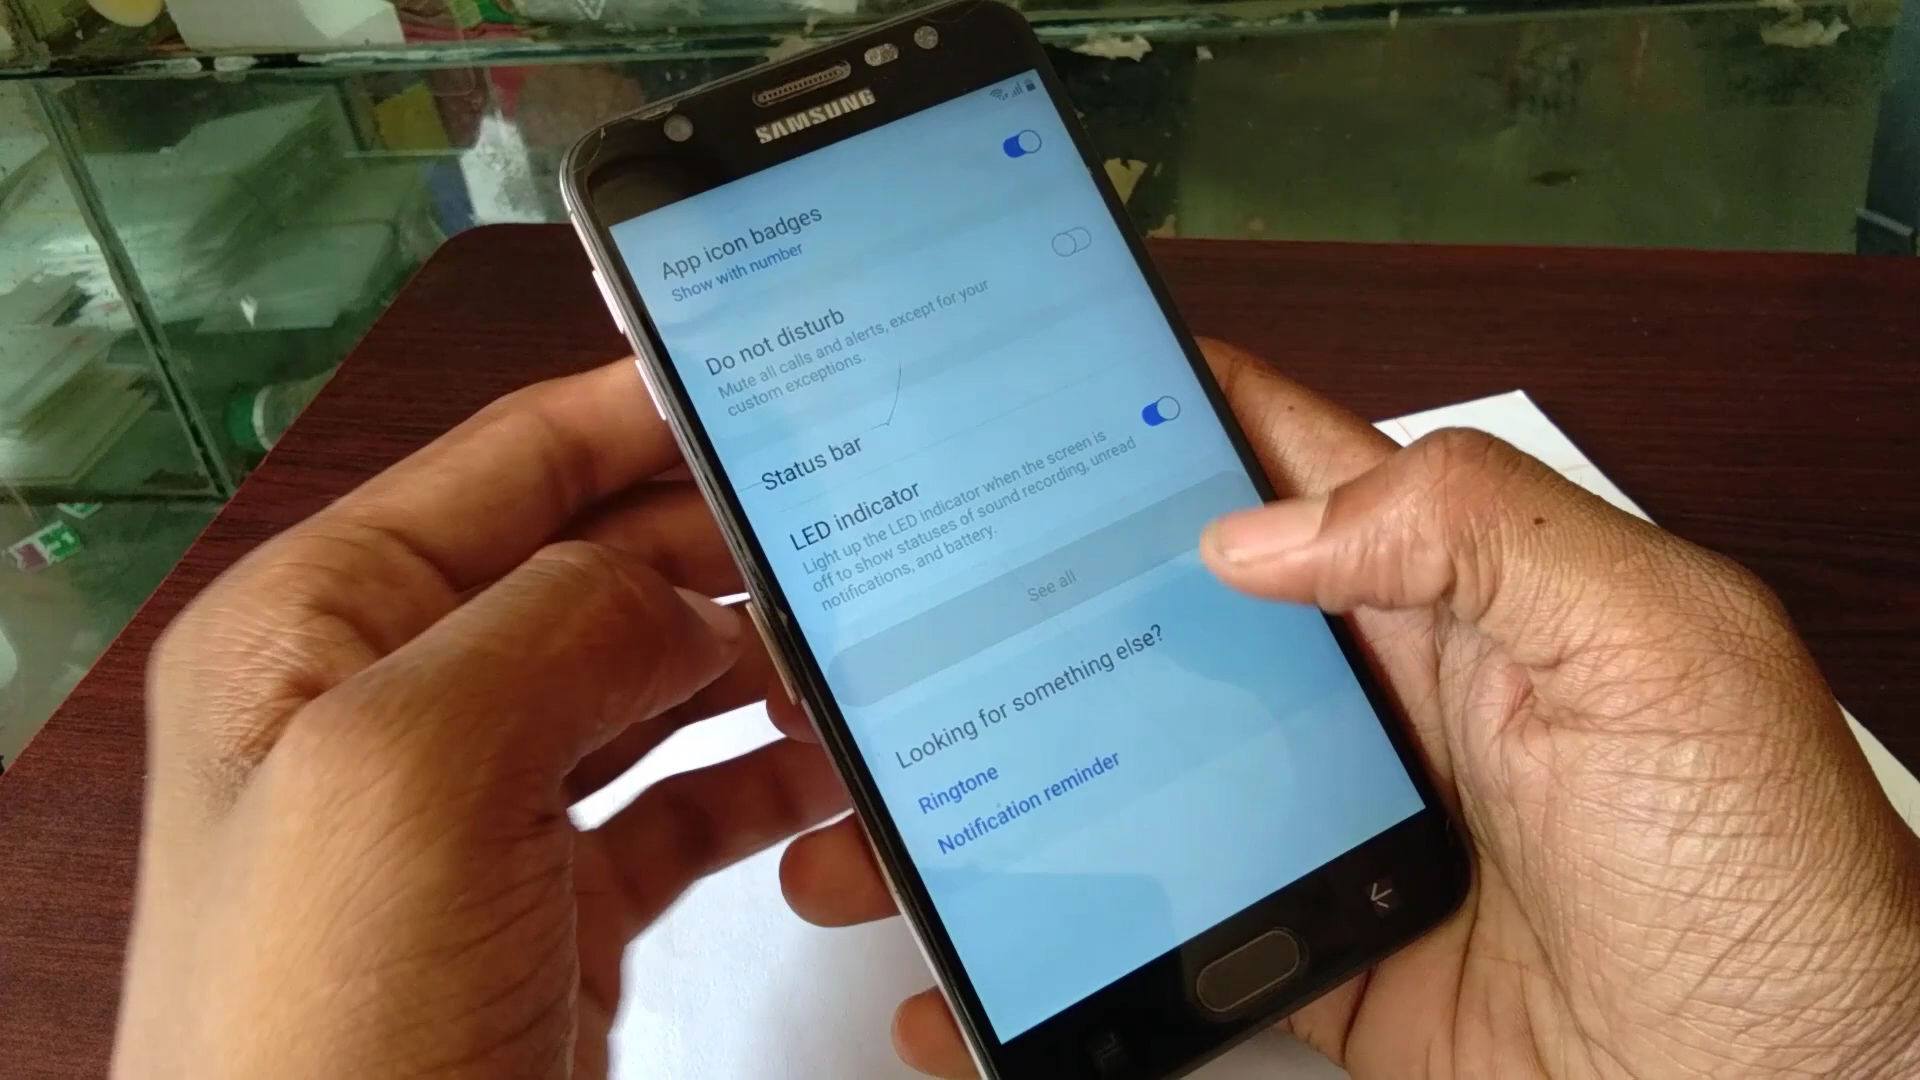 SAMSUNG
App icon badges
Show with number
Do not disturb
Mute all calls and alerts, except for your
custom exceptions.
Status bar
LED indicator
Light up the LED indicator when the screen is
off to show statuses of sound recording, unread
notifications, and battery.
See all
Looking for something else?
Ringtone
Notification reminder